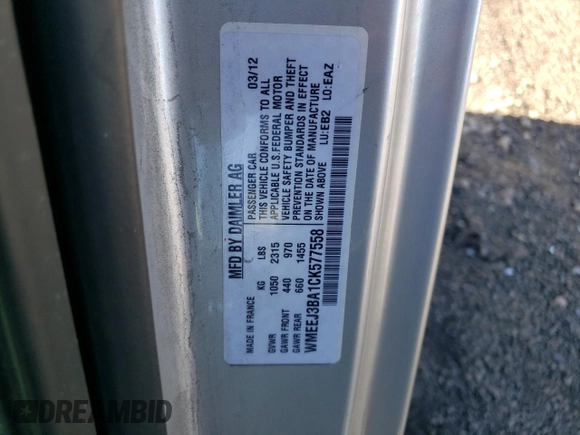 MFD BY DAIMLER AG
PASSENGER CAR 03/12
THIS VEHICLE CONFORMS TO ALL
APPLICABLE U.S. FEDERAL MOTOR
VEHICLE SAFETY BUMPER AND THEFT
PREVENTION STANDARDS IN EFFECT
ON THE DATE OF MANUFACTURE
SHOWN ABOVE LU:EB2 LO:EAZ
MADE IN FRANCE KG LBS
GVWR 1050 2315
GAWR FRONT 440 970
GAWR REAR 660 1455
WMEEJ3BA1CK577558
DREAMBID